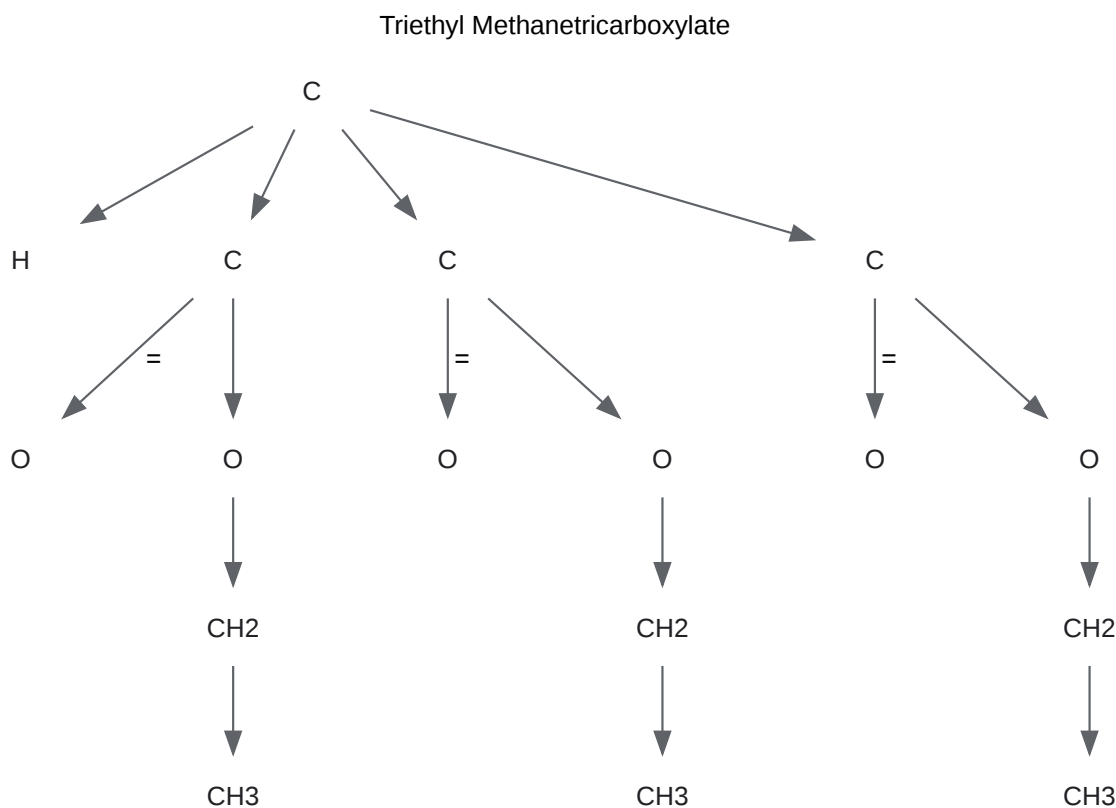 Triethyl Methanetricarboxylate
C
H C C C
= = =
O O O O O O
CH2 CH2 CH2
CH3 CH3 CH3